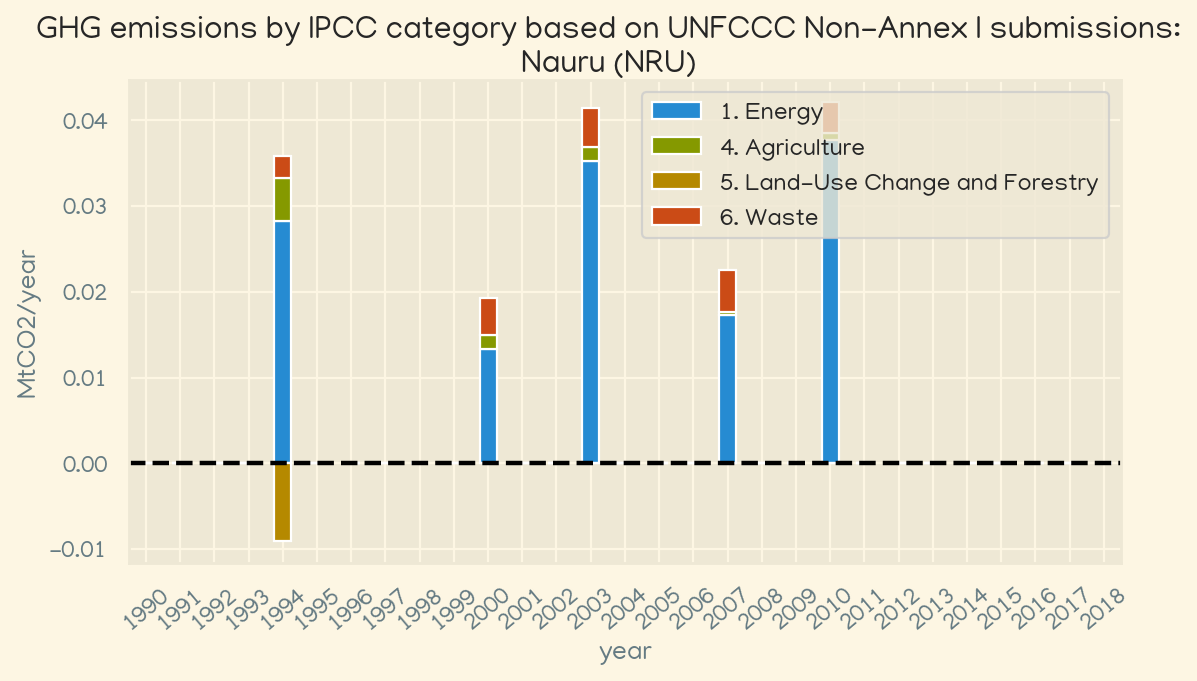 GHG emissions by IPCC category based on UNFCCC Non-Annex I submissions:
Nauru (NRU)
1. Energy
4. Agriculture
5. Land-Use Change and Forestry
6. Waste
MtCO2/year
0.04
0.03
0.02
0.01
0.00
−0.01
1990 1991 1992 1993 1994 1995 1996 1997 1998 1999 2000 2001 2002 2003 2004 2005 2006 2007 2008 2009 2010 2011 2012 2013 2014 2015 2016 2017 2018
year